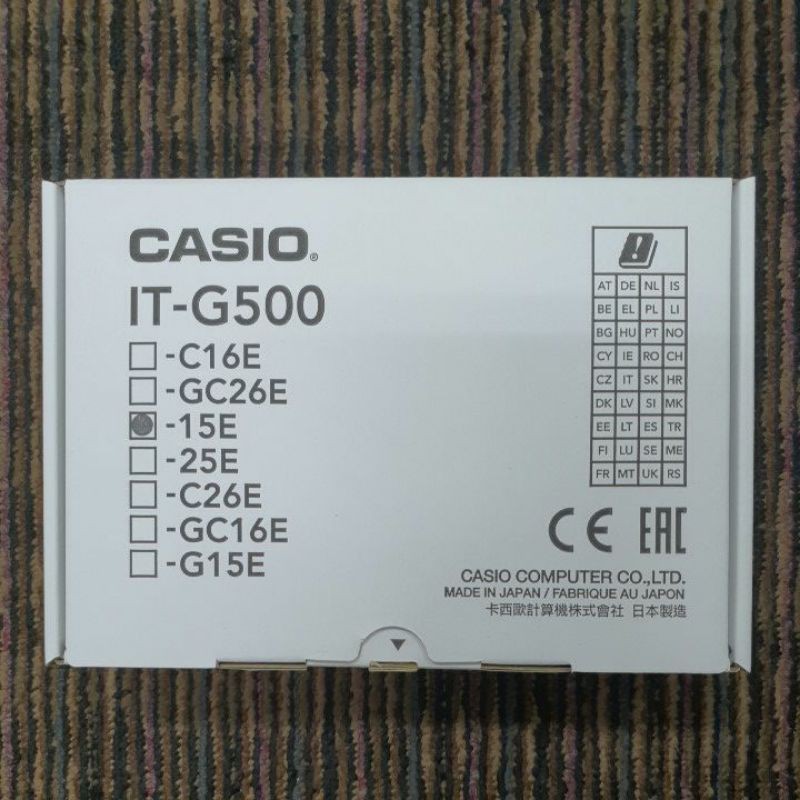 CASIO®
IT-G500
-C16E
-GC26E
-15E
-25E
-C26E
-GC16E
-G15E
AT DE NL IS
BE EL PL LI
BG HU PT NO
CY IE RO CH
CZ IT SK HR
DK LV SI MK
EE LT ES TR
FI LU SE ME
FR MT UK RS
CE EAC
CASIO COMPUTER CO.,LTD.
MADE IN JAPAN / FABRIQUE AU JAPON
卡西歐計算機株式會社 日本製造